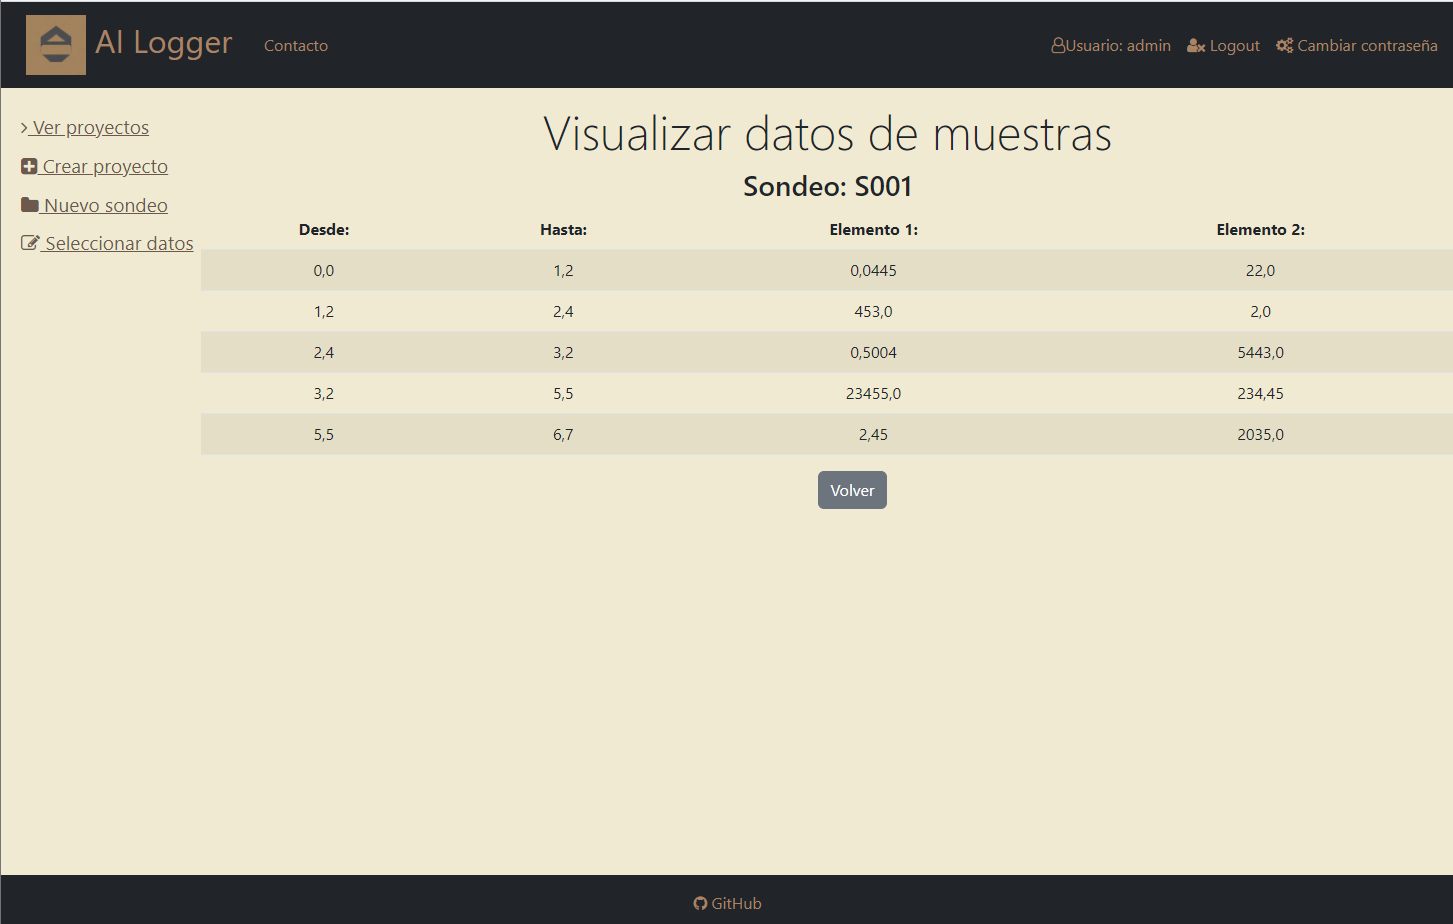 AI Logger Contacto Usuario: admin Logout Cambiar contraseña
Ver proyectos
Crear proyecto
Nuevo sondeo
Seleccionar datos
Visualizar datos de muestras
Sondeo: S001
Desde: Hasta: Elemento 1: Elemento 2:
0,0 1,2 0,0445 22,0
1,2 2,4 453,0 2,0
2,4 3,2 0,5004 5443,0
3,2 5,5 23455,0 234,45
5,5 6,7 2,45 2035,0
Volver
GitHub